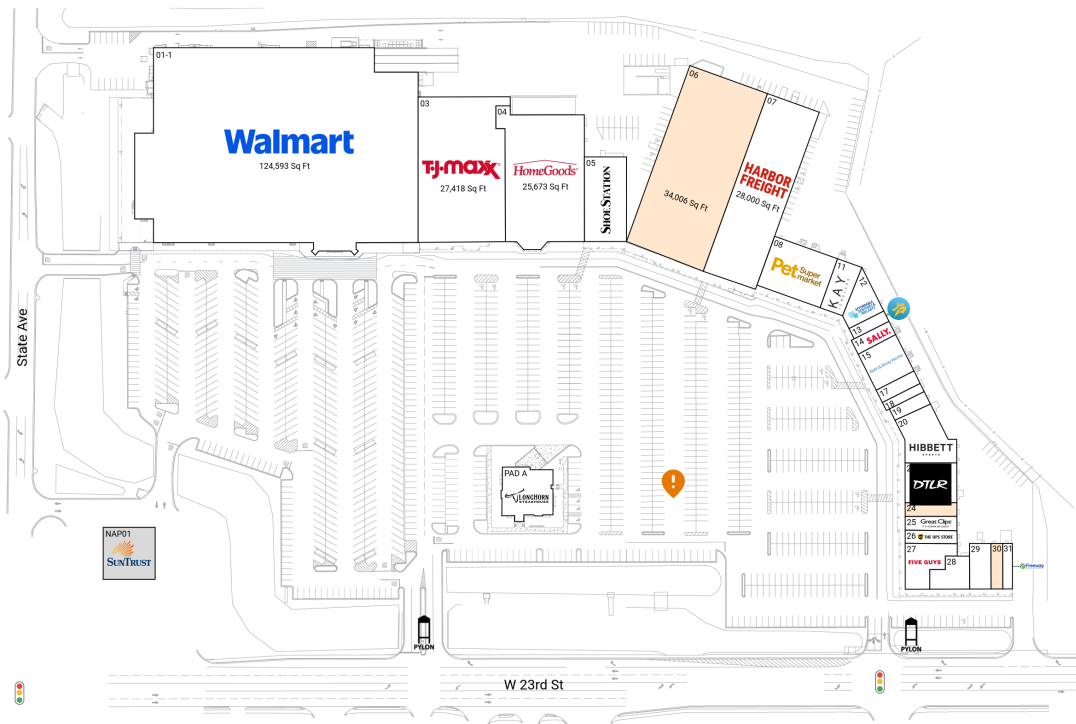 01-1
Walmart
124,593 Sq Ft
03
T·J·maxx
27,418 Sq Ft
04
HomeGoods
25,673 Sq Ft
05
SHOE STATION
06
34,006 Sq Ft
07
HARBOR
FREIGHT
28,000 Sq Ft
08
Pet Super
market
11
KAY
12
13
14
SALLY.
15
17
18
19
20
HIBBETT
SPORTS
DTLR
24
25
Great Clips
26
THE UPS STORE
27
FIVE GUYS
28
29
30
31
Freeway
PAD A
LONGHORN
STEAKHOUSE
NAP01
SUNTRUST
State Ave
PYLON
PYLON
W 23rd St